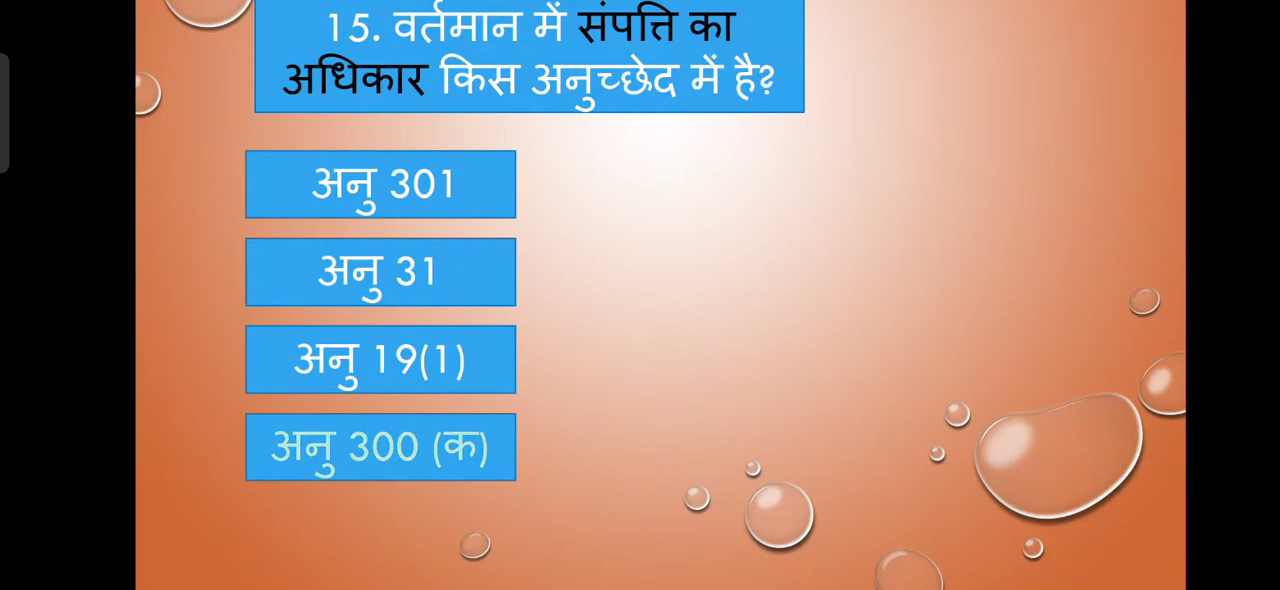 15. वर्तमान में संपत्ति का
अधिकार किस अनुच्छेद में है?
अनु 301
अनु 31
अनु 19(1)
अनु 300 (क)